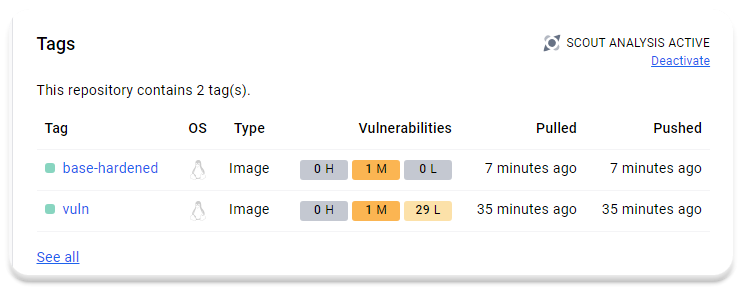 Tags
SCOUT ANALYSIS ACTIVE
Deactivate
This repository contains 2 tag(s).
Tag OS Type Vulnerabilities Pulled Pushed
base-hardened Image 0 H 1 M 0 L 7 minutes ago 7 minutes ago
vuln Image 0 H 1 M 29 L 35 minutes ago 35 minutes ago
See all